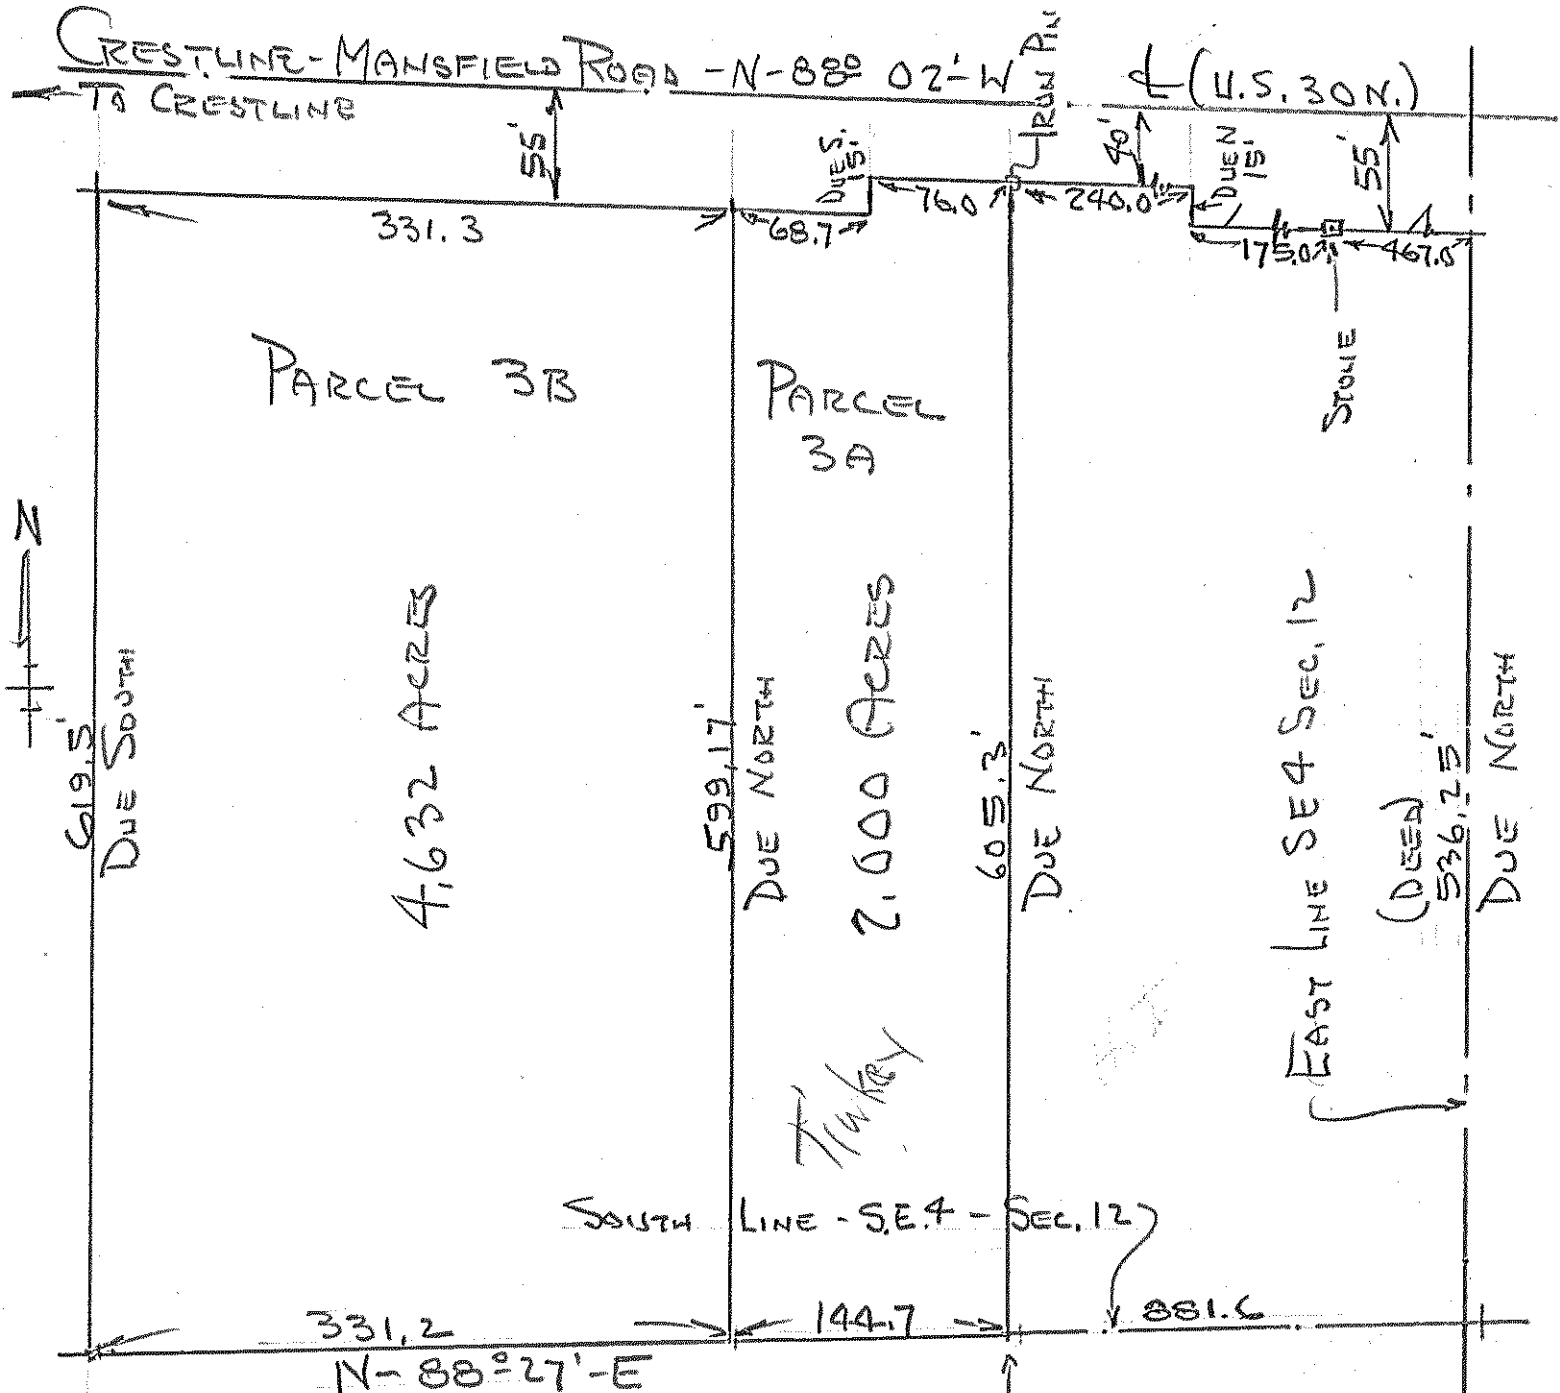 CRESTLINE-MANSFIELD ROAD -N-88° 02'-W
℄ (U.S. 30 N.)
TO CRESTLINE
IRON PIN
55'
DUE S.
15'
40'
DUE N
15'
55'
331.3
68.7
76.0
240.0
175.0
467.0
STONE
PARCEL 3B
PARCEL
3A
N
619.5'
DUE SOUTH
4.632 ACRES
599.17'
DUE NORTH
2.000 ACRES
605.3'
DUE NORTH
EAST LINE SE 4 SEC. 12
(DEED)
536.25'
DUE NORTH
SOUTH LINE - S.E. 4 - SEC. 12
331.2
144.7
881.6
N-88°27'-E